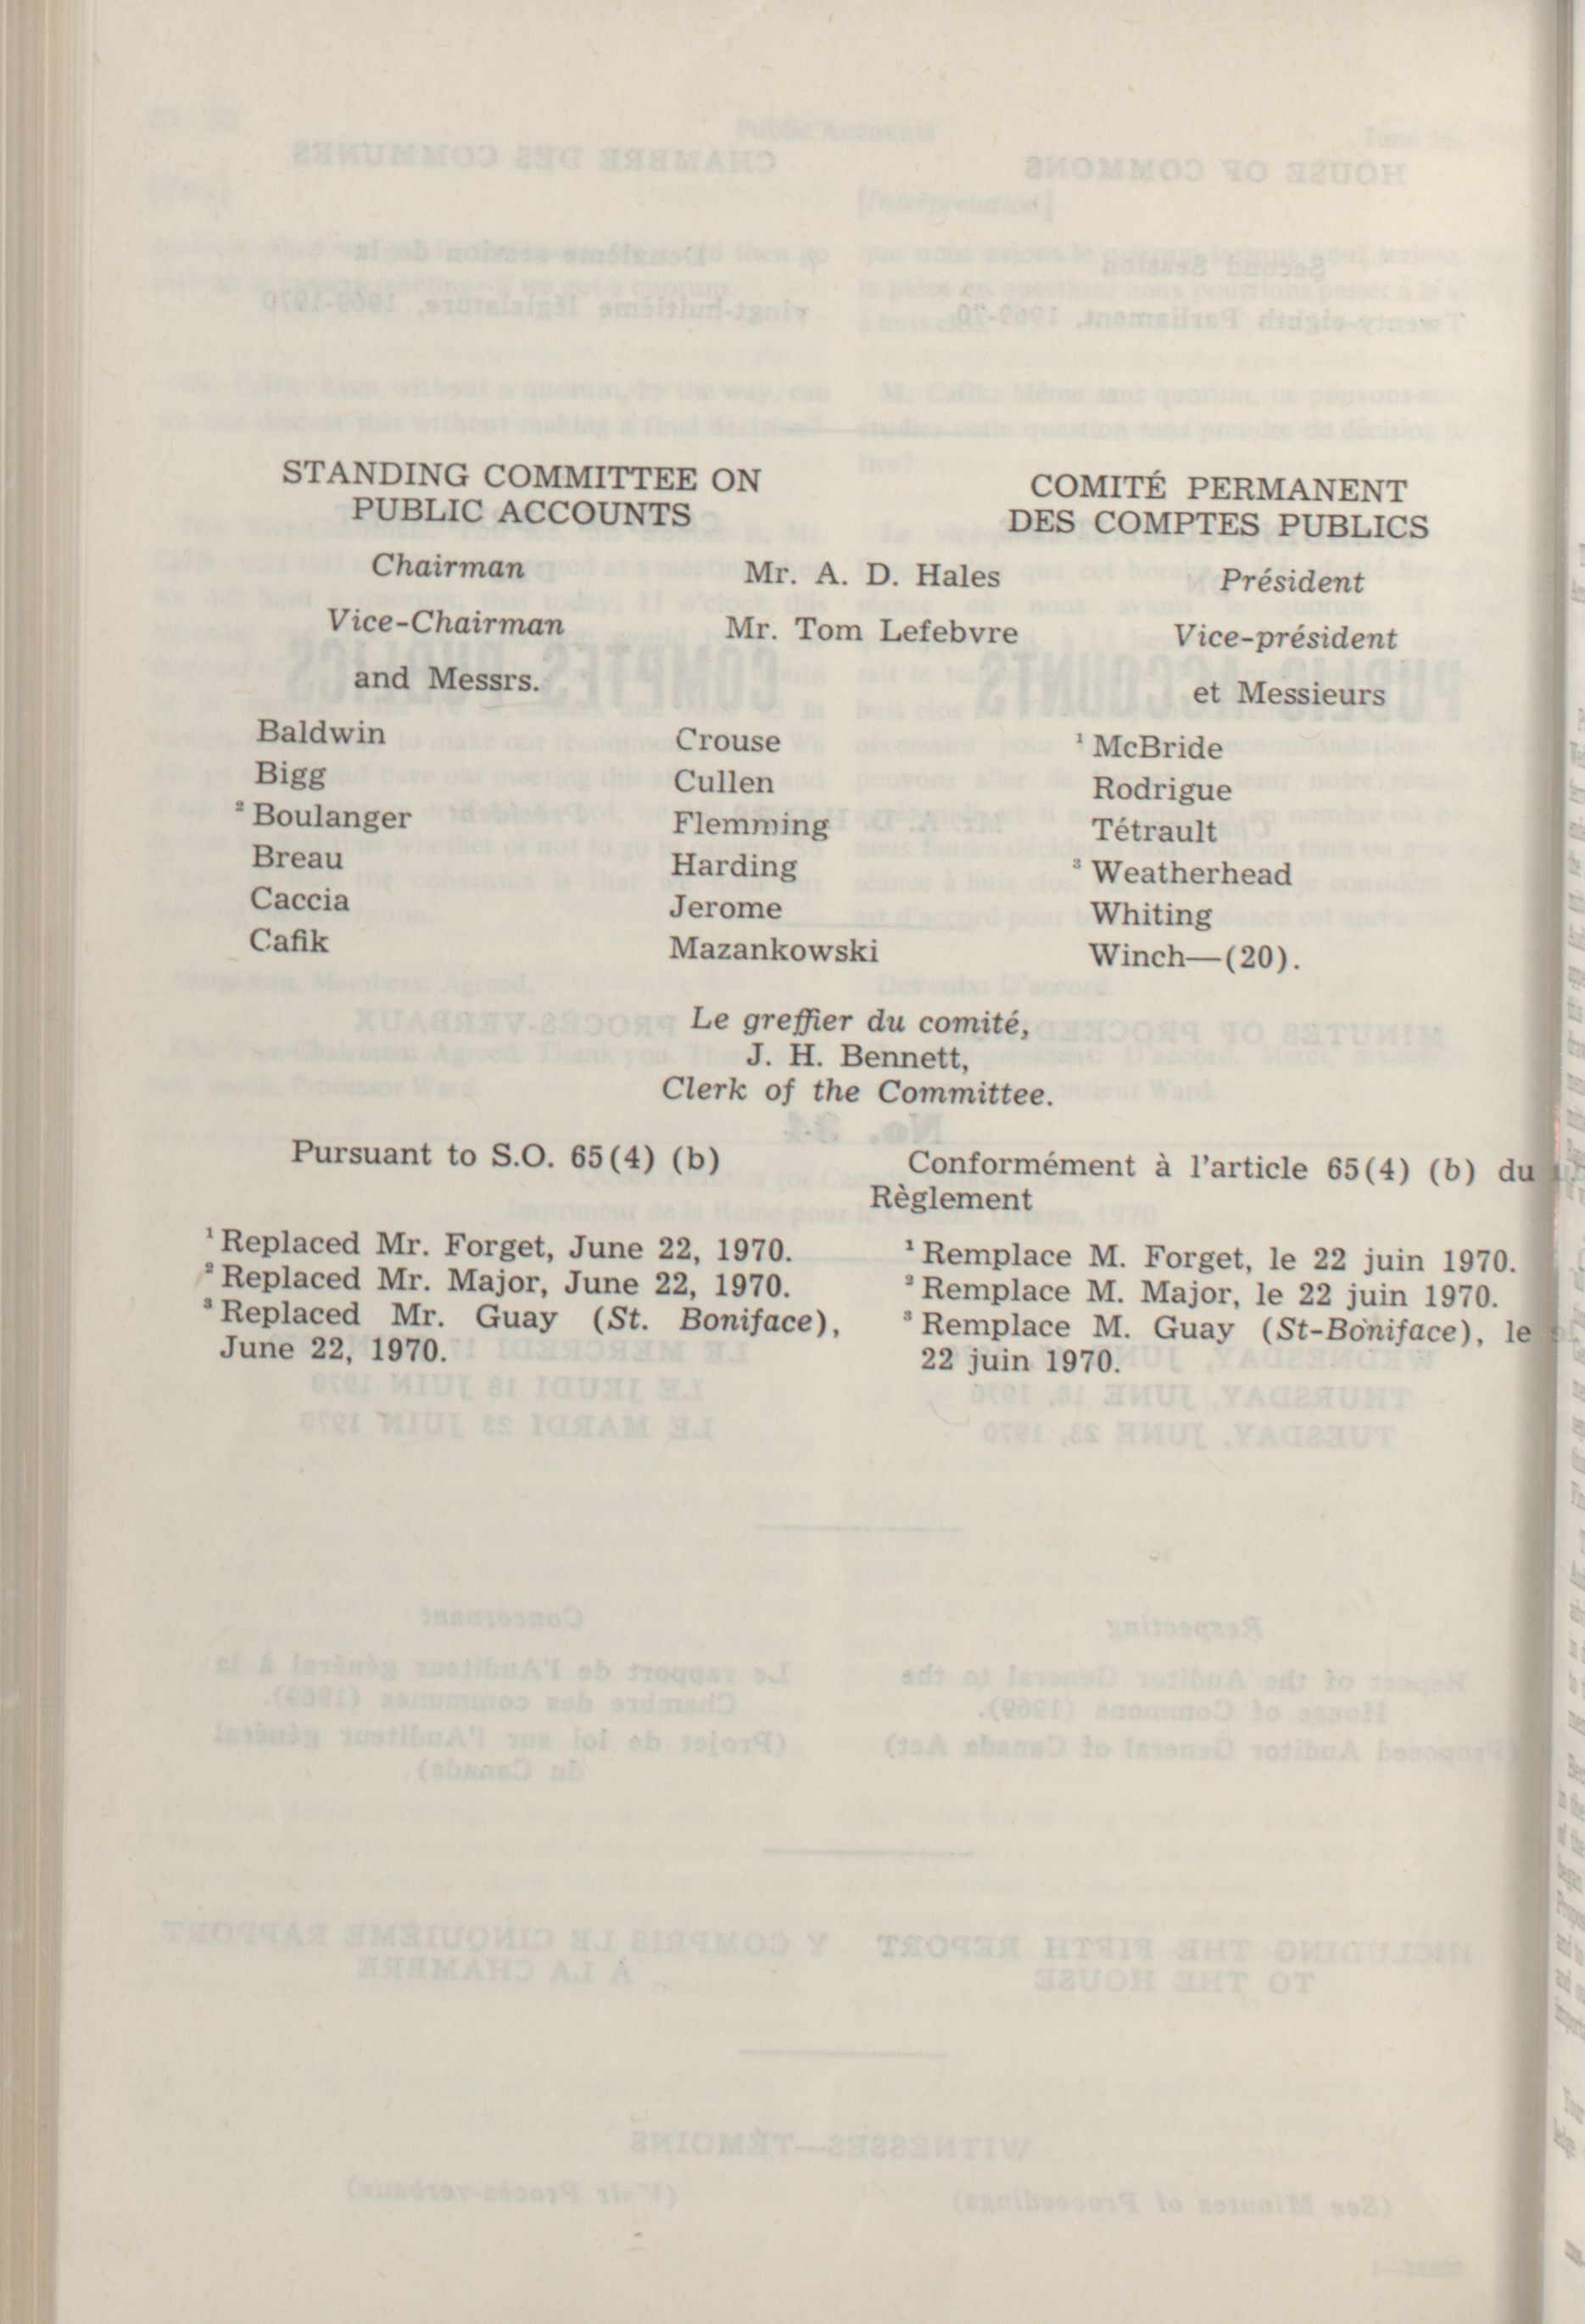 STANDING COMMITTEE ON
PUBLIC ACCOUNTS
COMITÉ PERMANENT
DES COMPTES PUBLICS
Chairman Mr. A. D. Hales Président
Vice-Chairman Mr. Tom Lefebvre Vice-président
and Messrs. et Messieurs
Baldwin Crouse ¹ McBride
Bigg Cullen Rodrigue
² Boulanger Flemming Tétrault
Breau Harding ³ Weatherhead
Caccia Jerome Whiting
Cafik Mazankowski Winch—(20).
Le greffier du comité,
J. H. Bennett,
Clerk of the Committee.
Pursuant to S.O. 65(4) (b)
¹ Replaced Mr. Forget, June 22, 1970.
² Replaced Mr. Major, June 22, 1970.
³ Replaced Mr. Guay (St. Boniface),
June 22, 1970.
Conformément à l'article 65(4) (b) du
Règlement
¹ Remplace M. Forget, le 22 juin 1970.
² Remplace M. Major, le 22 juin 1970.
³ Remplace M. Guay (St-Boniface), le
22 juin 1970.